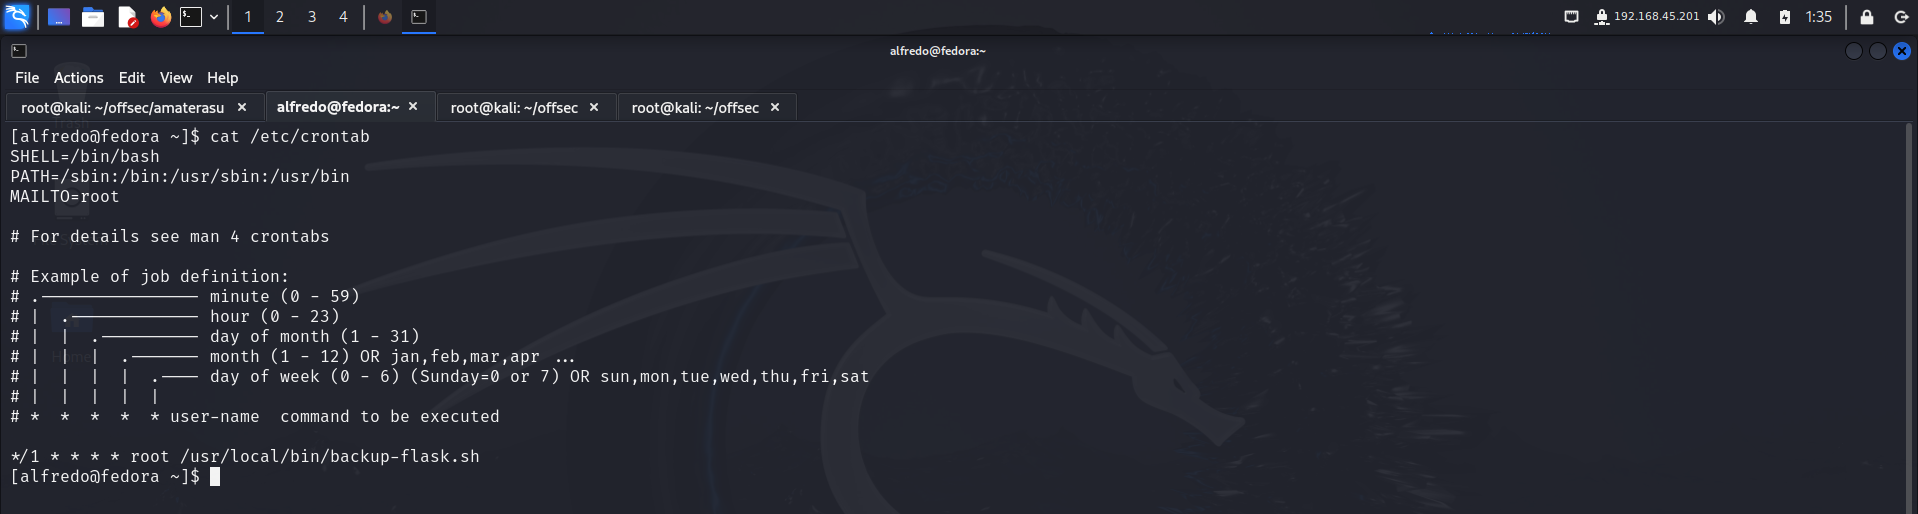 1 2 3 4 192.168.45.201 1:35
alfredo@fedora:~
File Actions Edit View Help
root@kali: ~/offsec/amaterasu × alfredo@fedora:~ × root@kali: ~/offsec × root@kali: ~/offsec ×
[alfredo@fedora ~]$ cat /etc/crontab
SHELL=/bin/bash
PATH=/sbin:/bin:/usr/sbin:/usr/bin
MAILTO=root
# For details see man 4 crontabs
# Example of job definition:
# .---------------- minute (0 - 59)
# | .------------- hour (0 - 23)
# | | .---------- day of month (1 - 31)
# | | | .------- month (1 - 12) OR jan,feb,mar,apr ...
# | | | | .---- day of week (0 - 6) (Sunday=0 or 7) OR sun,mon,tue,wed,thu,fri,sat
# | | | | |
# * * * * * user-name command to be executed
*/1 * * * * root /usr/local/bin/backup-flask.sh
[alfredo@fedora ~]$